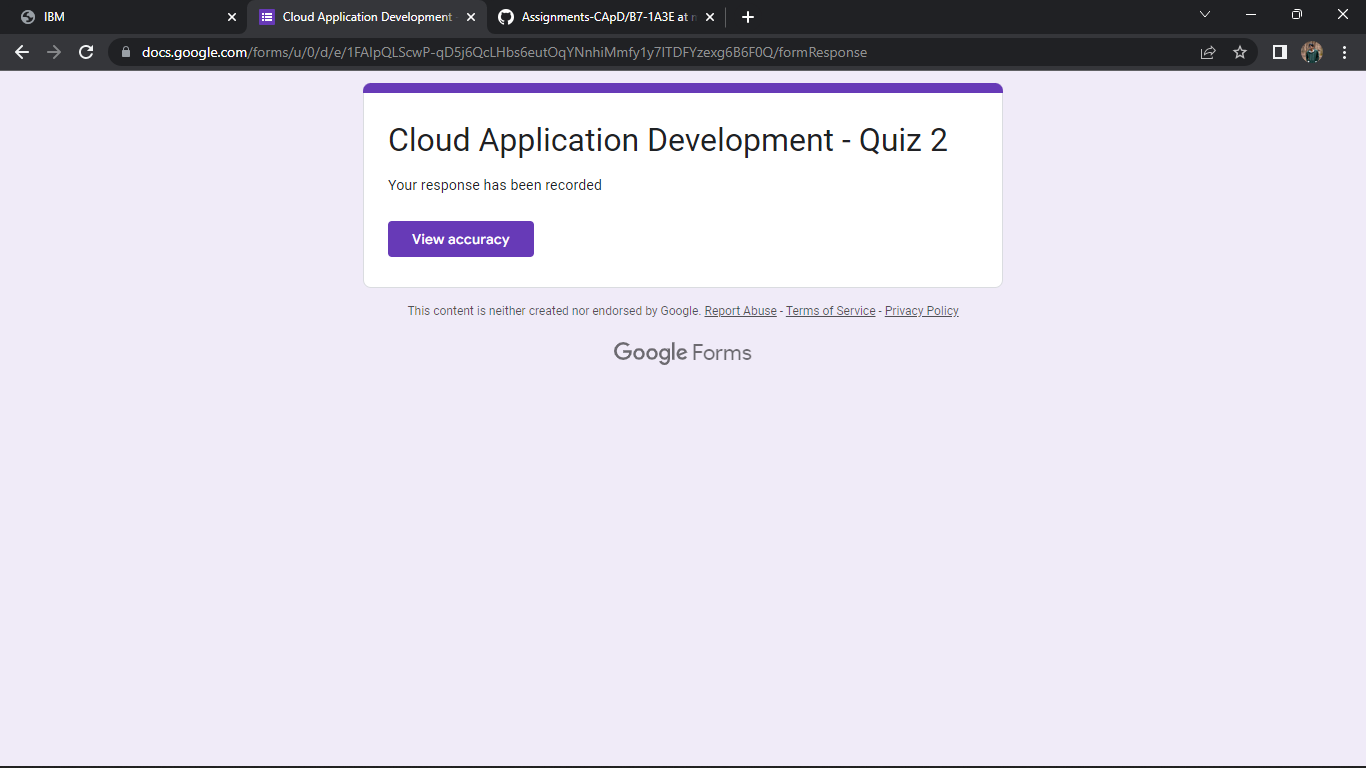 IBM
Cloud Application Development
Assignments-CApD/B7-1A3E at
docs.google.com/forms/u/0/d/e/1FAIpQLScwP-qD5j6QcLHbs6eutOqYNnhiMmfy1y7ITDFYzexg6B6F0Q/formResponse
Cloud Application Development - Quiz 2
Your response has been recorded
View accuracy
This content is neither created nor endorsed by Google. Report Abuse - Terms of Service - Privacy Policy
Google Forms